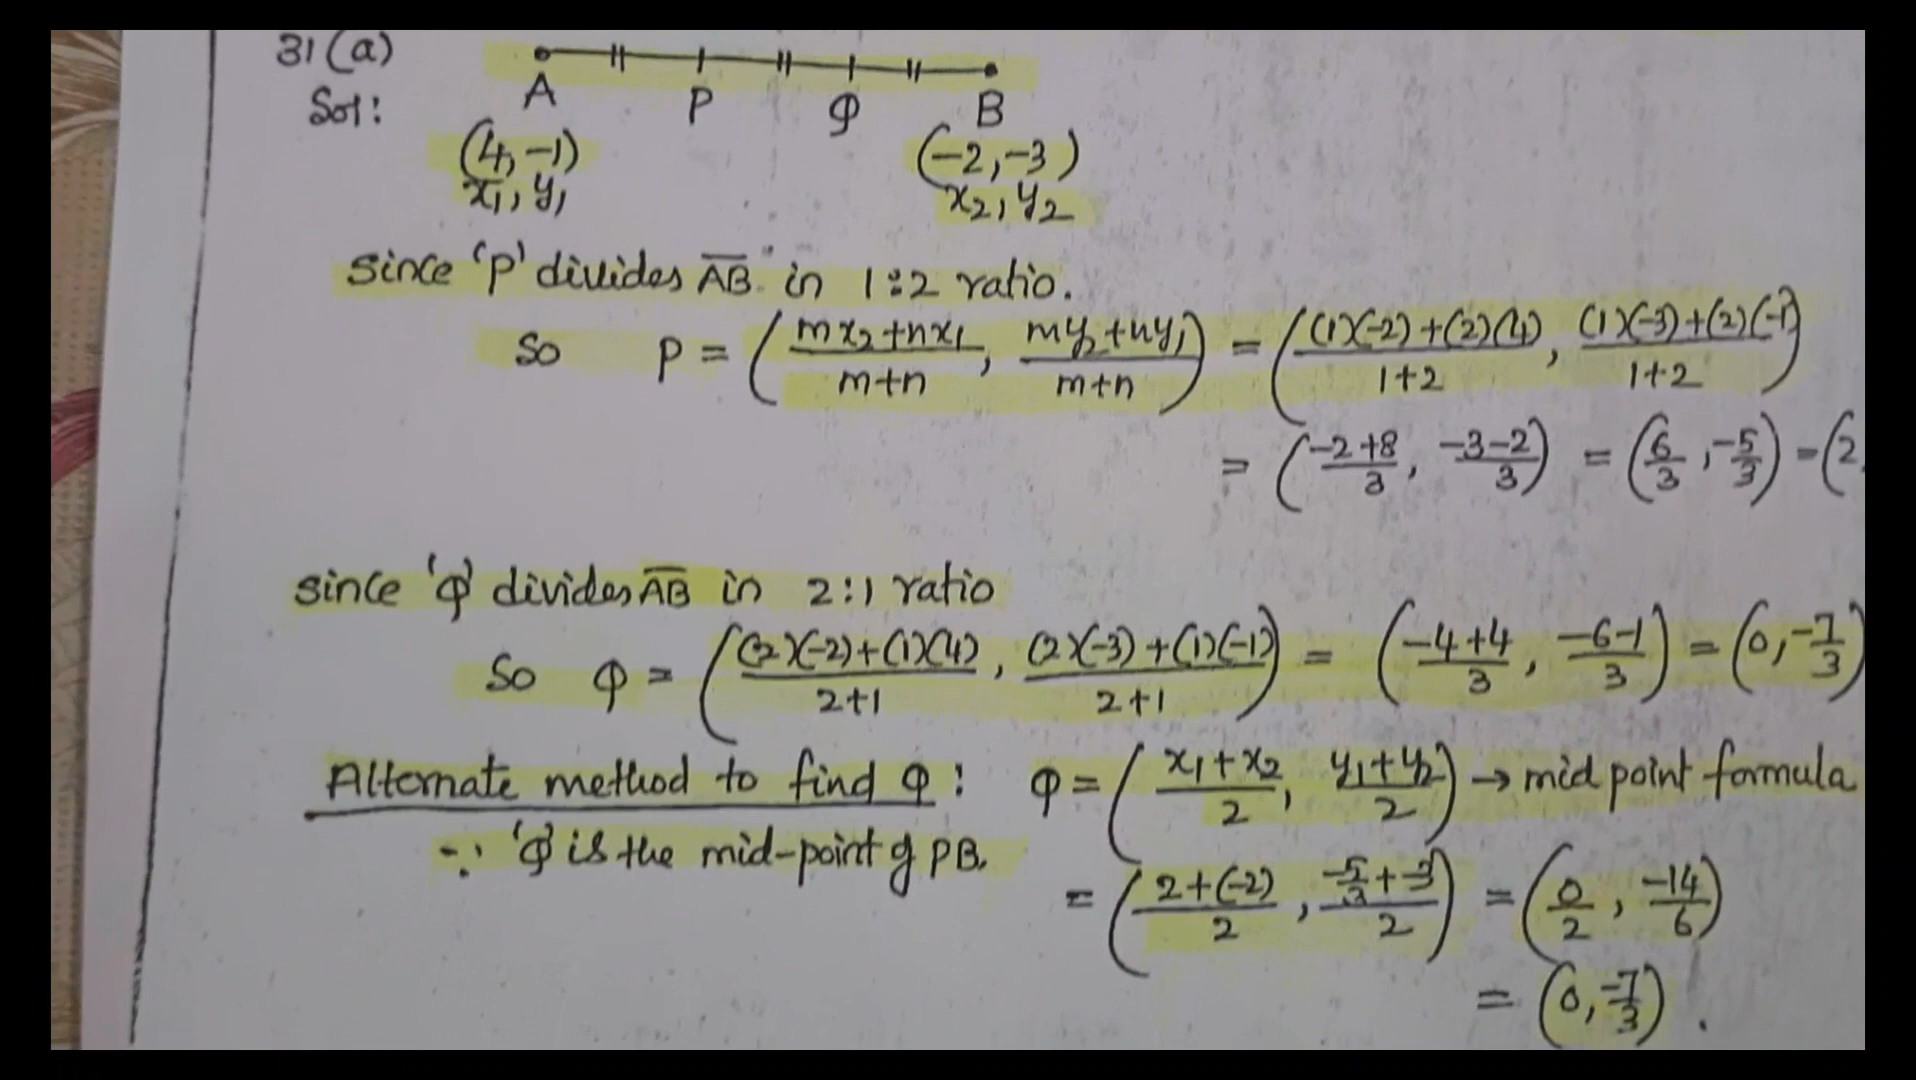 31(a)
Sol:
A P Q B
(4, -1) (-2, -3)
x₁, y₁ x₂, y₂
since 'P' divides AB in 1:2 ratio.
So P = ( (mx₂+nx₁)/(m+n) , (my₂+ny₁)/(m+n) ) = ( ((1)(-2)+(2)(4))/(1+2) , ((1)(-3)+(2)(-1))/(1+2) )
= ( (-2+8)/3 , (-3-2)/3 ) = ( 6/3 , -5/3 ) = (2,
since 'Q' divides AB in 2:1 ratio
So Q = ( ((2)(-2)+(1)(4))/(2+1) , ((2)(-3)+(1)(-1))/(2+1) ) = ( (-4+4)/3 , (-6-1)/3 ) = (0, -7/3)
Alternate method to find Q : Q = ( (x₁+x₂)/2 , (y₁+y₂)/2 ) → mid point formula
∵ 'Q' is the mid-point of PB.
= ( (2+(-2))/2 , (-5/3+-3)/2 ) = ( 0/2 , -14/6 )
= (0, -7/3).